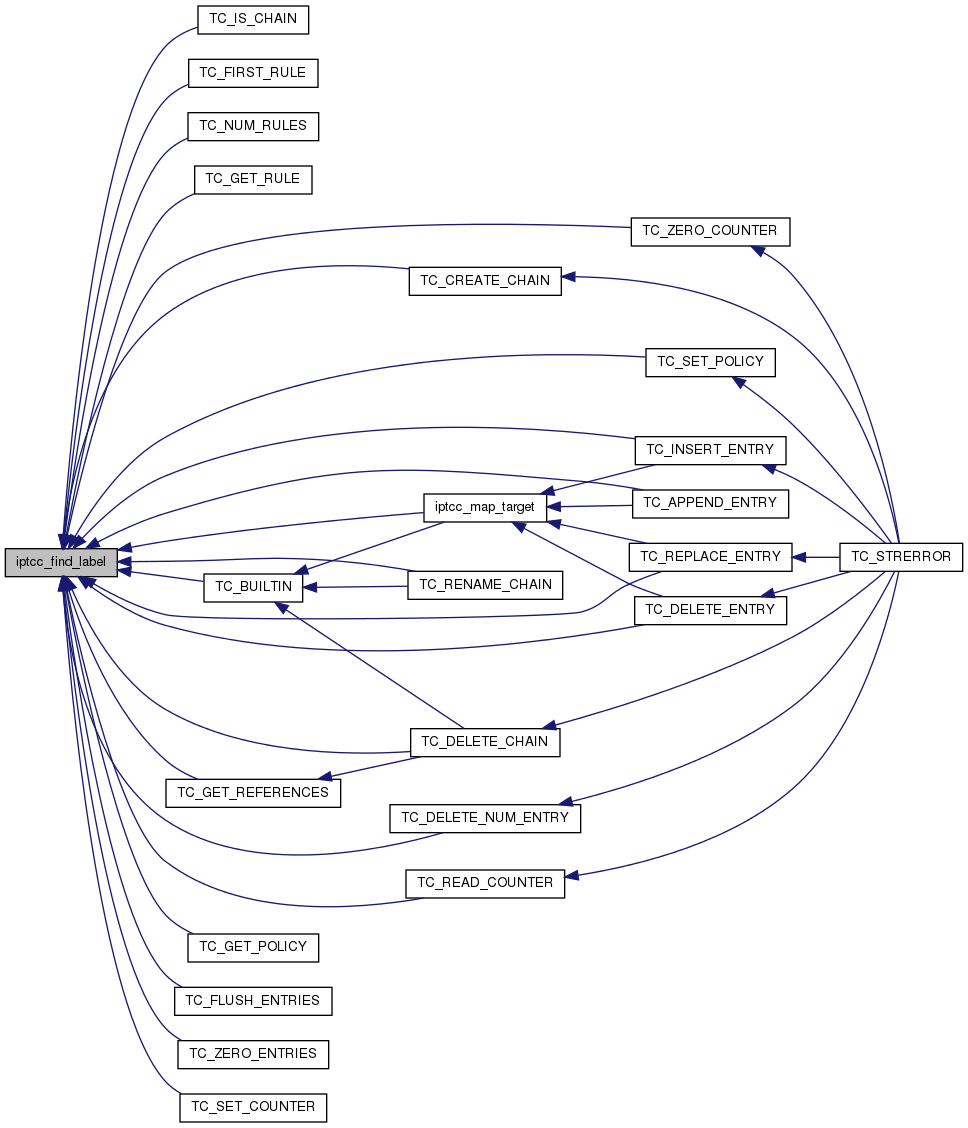 TC_IS_CHAIN
TC_FIRST_RULE
TC_NUM_RULES
TC_GET_RULE
TC_ZERO_COUNTER
TC_CREATE_CHAIN
TC_SET_POLICY
TC_INSERT_ENTRY
TC_APPEND_ENTRY
iptcc_map_target
iptcc_find_label
TC_REPLACE_ENTRY
TC_STRERROR
TC_BUILTIN
TC_RENAME_CHAIN
TC_DELETE_ENTRY
TC_DELETE_CHAIN
TC_GET_REFERENCES
TC_DELETE_NUM_ENTRY
TC_READ_COUNTER
TC_GET_POLICY
TC_FLUSH_ENTRIES
TC_ZERO_ENTRIES
TC_SET_COUNTER